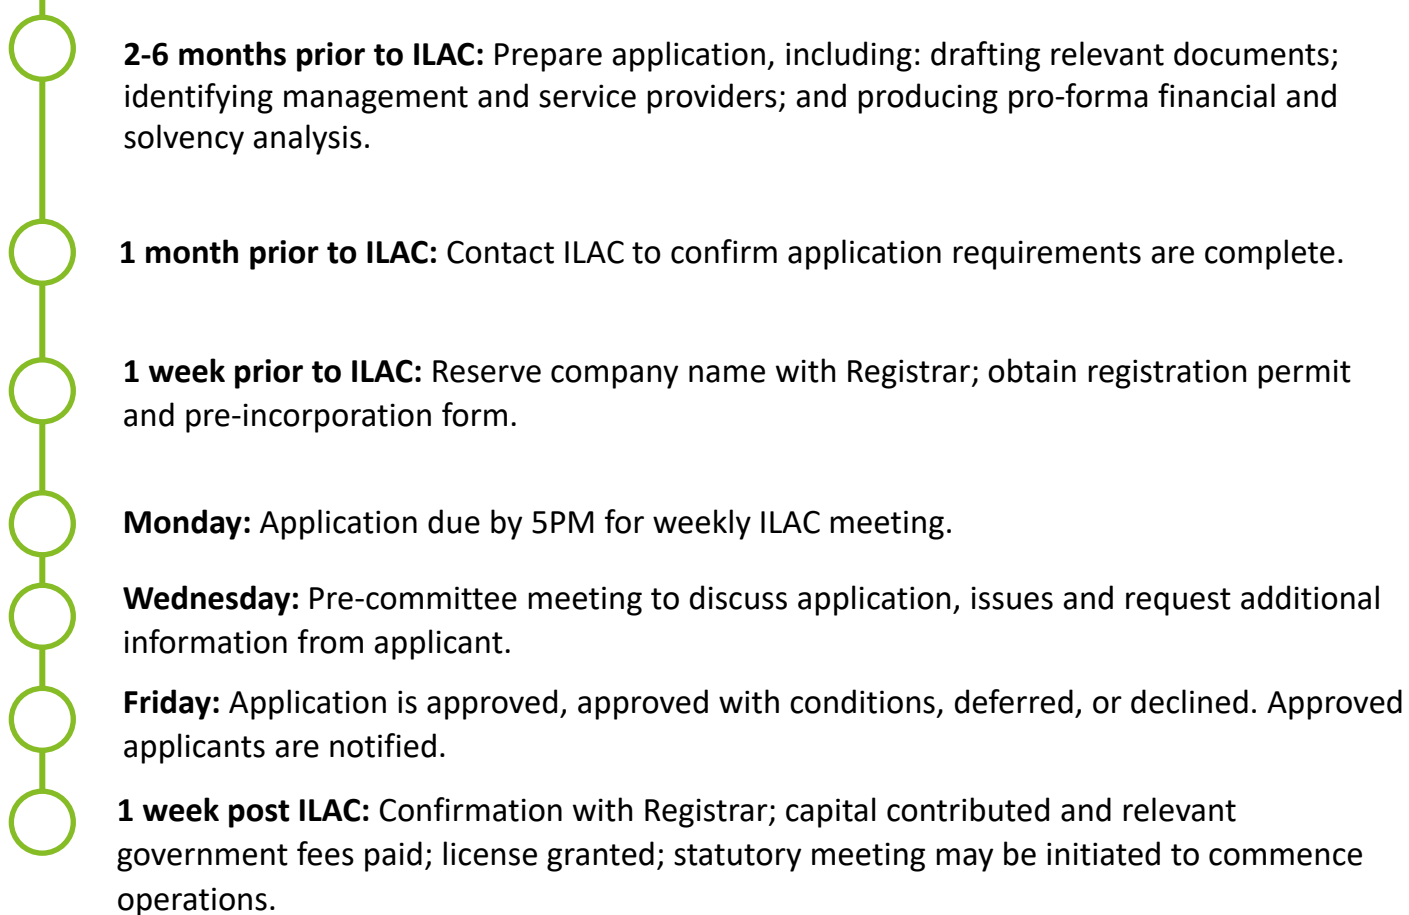 2-6 months prior to ILAC: Prepare application, including: drafting relevant documents;
identifying management and service providers; and producing pro-forma financial and
solvency analysis.
1 month prior to ILAC: Contact ILAC to confirm application requirements are complete.
1 week prior to ILAC: Reserve company name with Registrar; obtain registration permit
and pre-incorporation form.
Monday: Application due by 5PM for weekly ILAC meeting.
Wednesday: Pre-committee meeting to discuss application, issues and request additional
information from applicant.
Friday: Application is approved, approved with conditions, deferred, or declined. Approved
applicants are notified.
1 week post ILAC: Confirmation with Registrar; capital contributed and relevant
government fees paid; license granted; statutory meeting may be initiated to commence
operations.